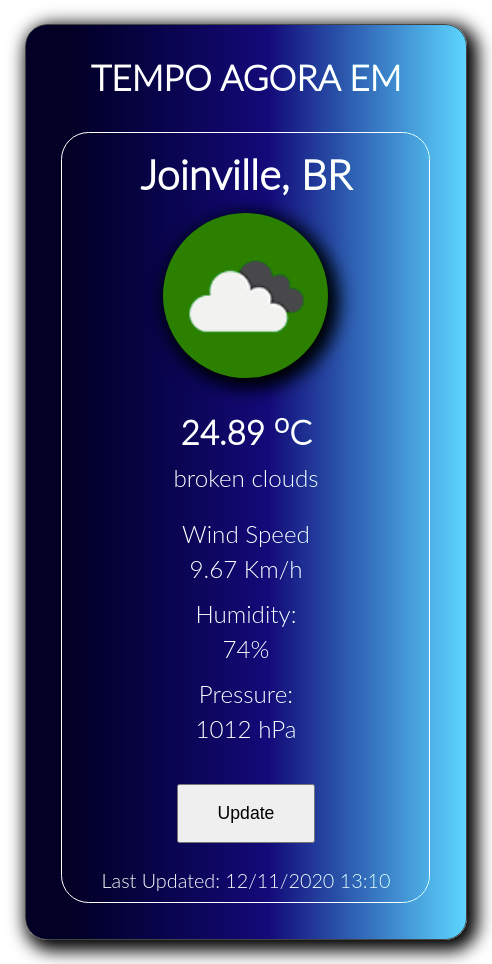 TEMPO AGORA EM
Joinville, BR
24.89 ºC
broken clouds
Wind Speed
9.67 Km/h
Humidity:
74%
Pressure:
1012 hPa
Update
Last Updated: 12/11/2020 13:10